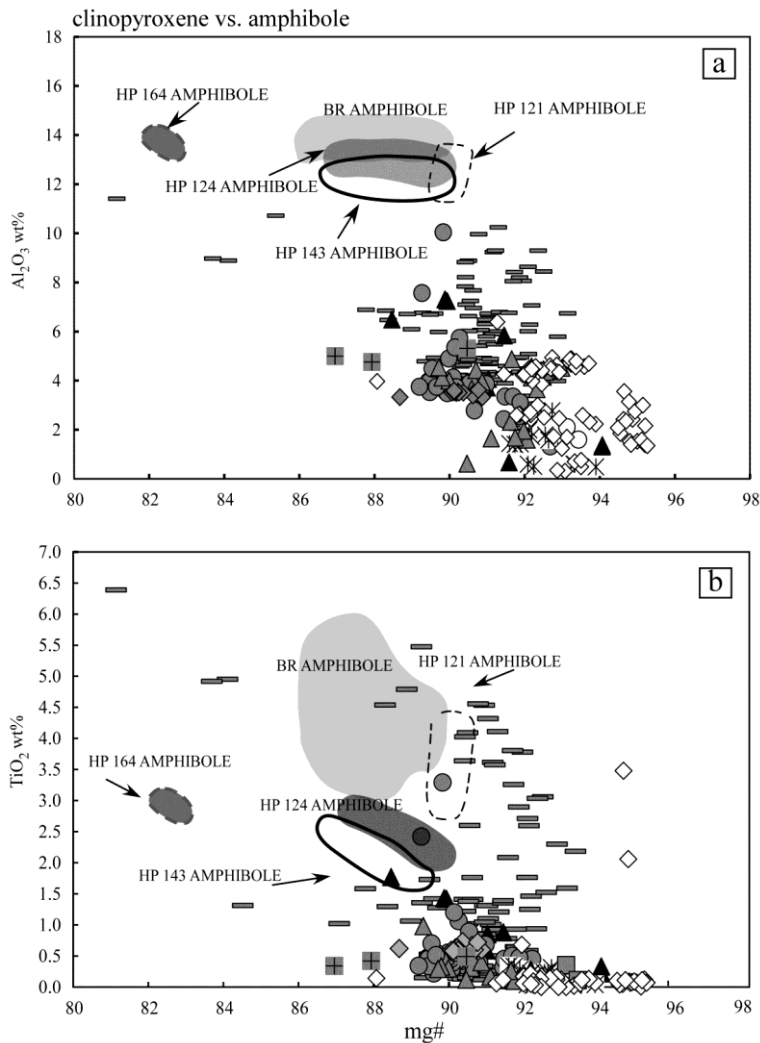 clinopyroxene vs. amphibole
a
18
16
14
12
10
8
6
4
2
0
Al₂O₃ wt%
HP 164 AMPHIBOLE
BR AMPHIBOLE
HP 121 AMPHIBOLE
HP 124 AMPHIBOLE
HP 143 AMPHIBOLE
80 82 84 86 88 90 92 94 96 98
b
7.0
6.5
6.0
5.5
5.0
4.5
4.0
3.5
3.0
2.5
2.0
1.5
1.0
0.5
0.0
TiO₂ wt%
BR AMPHIBOLE
HP 121 AMPHIBOLE
HP 164 AMPHIBOLE
HP 124 AMPHIBOLE
HP 143 AMPHIBOLE
80 82 84 86 88 90 92 94 96 98
mg#